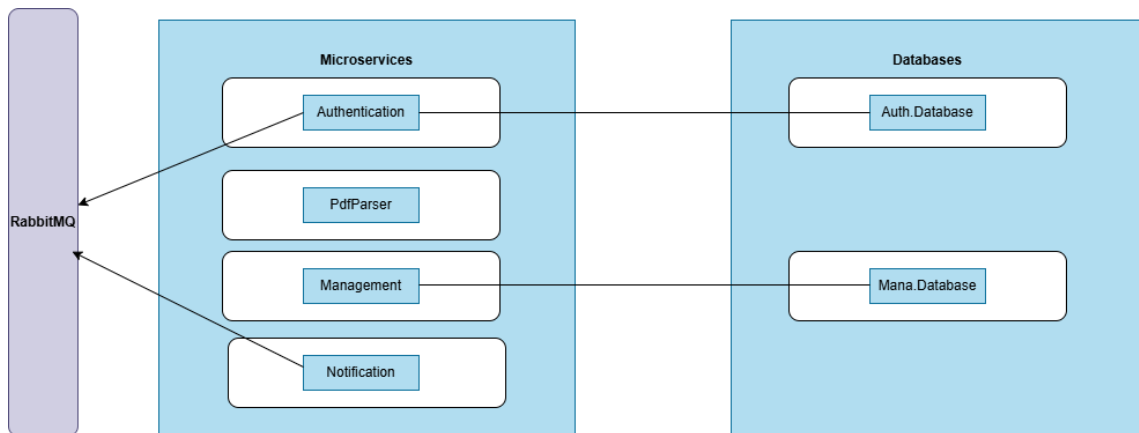 Microservices
Databases
Authentication
Auth.Database
PdfParser
RabbitMQ
Management
Mana.Database
Notification